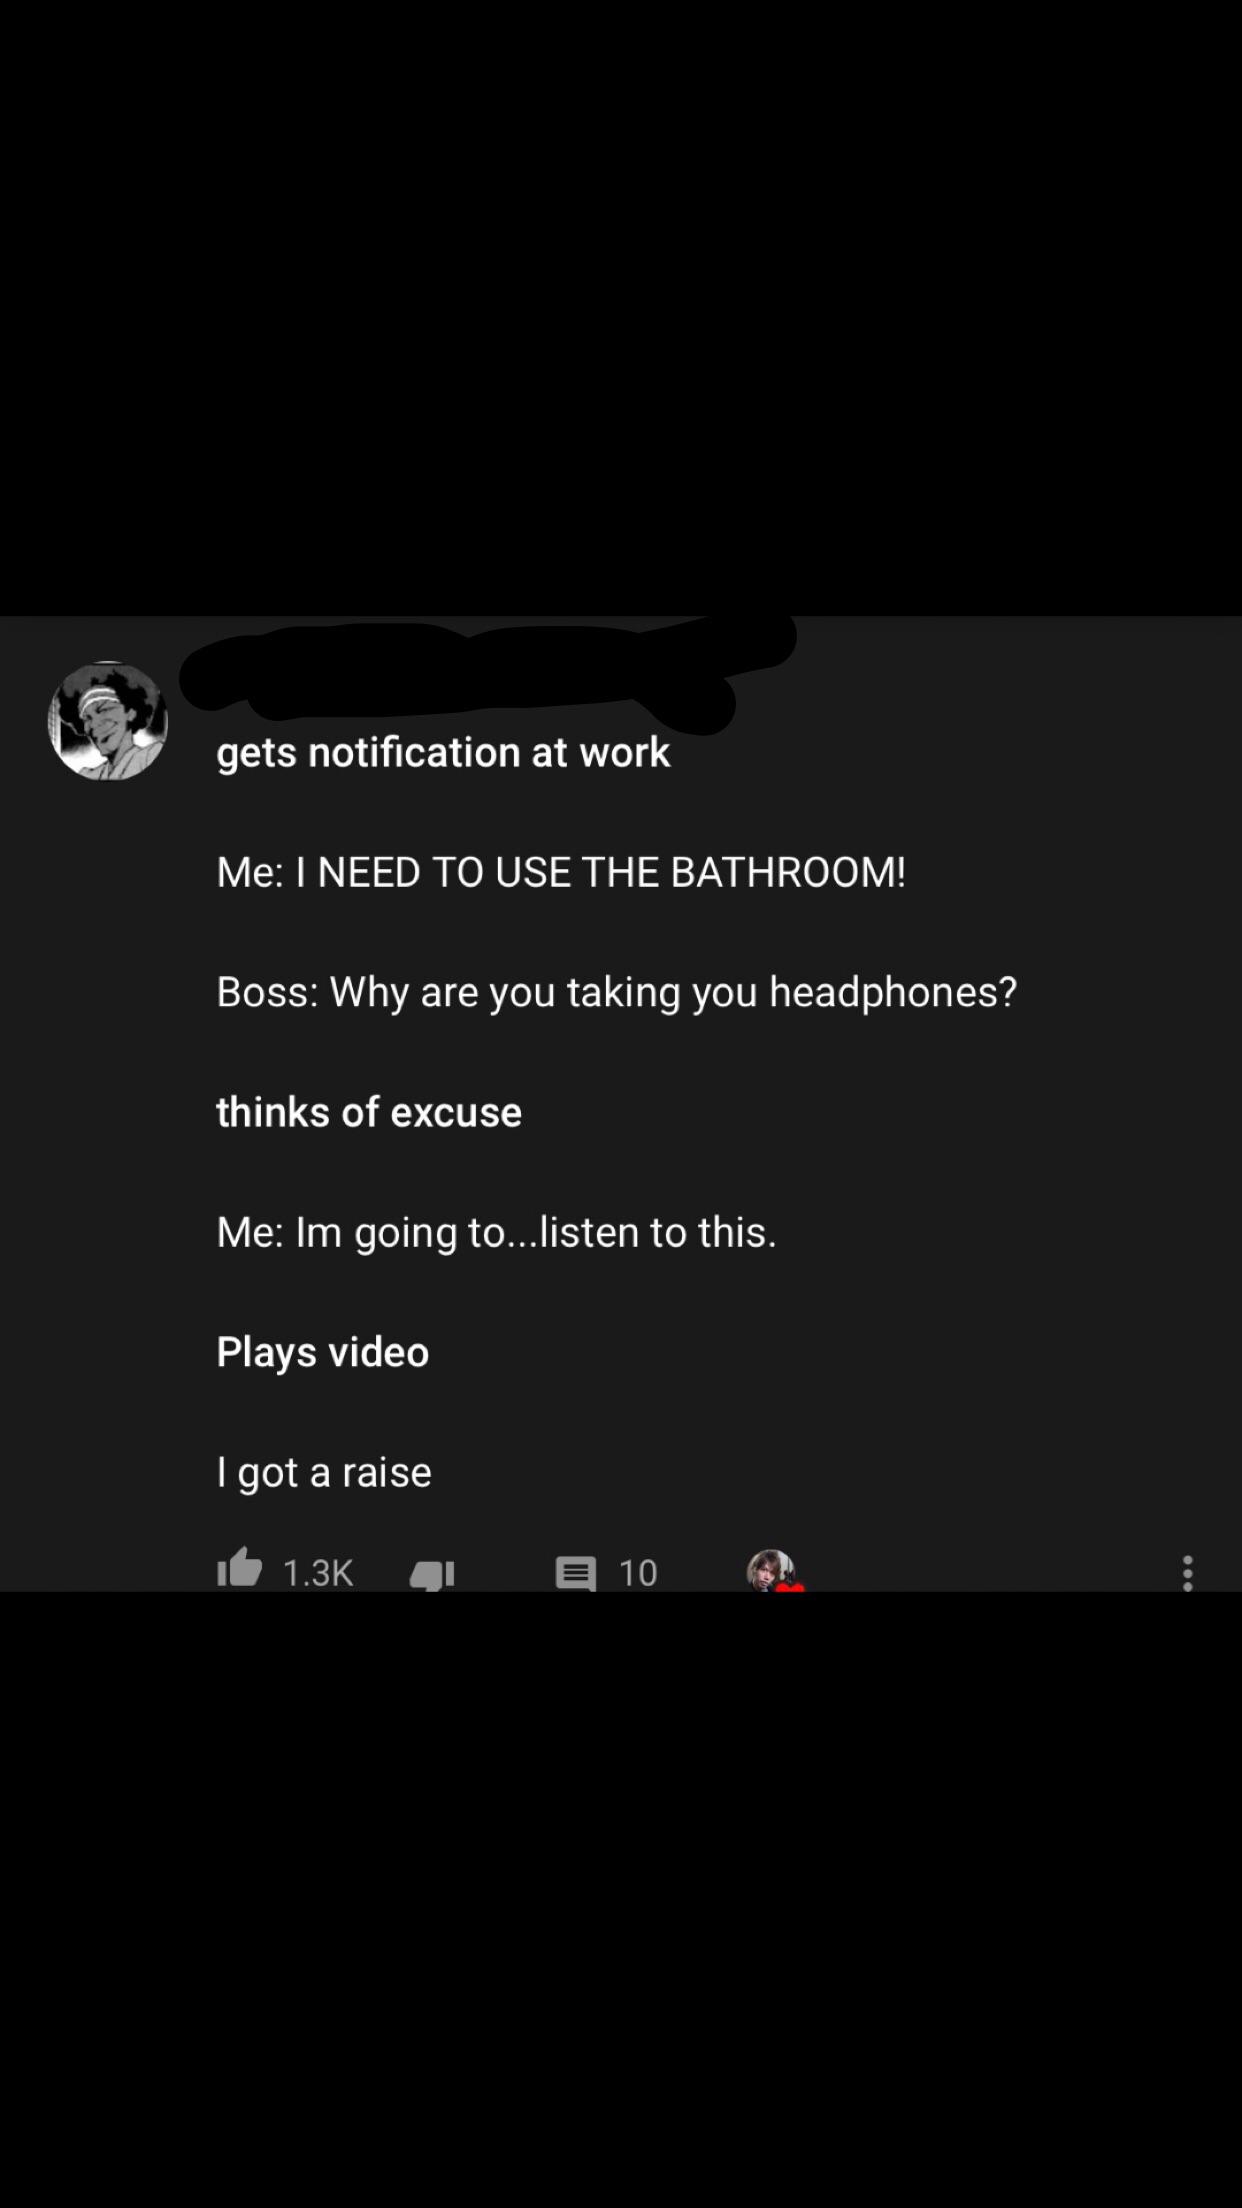 gets notification at work
Me: I NEED TO USE THE BATHROOM!
Boss: Why are you taking you headphones?
thinks of excuse
Me: Im going to...listen to this.
Plays video
I got a raise
1.3K 10